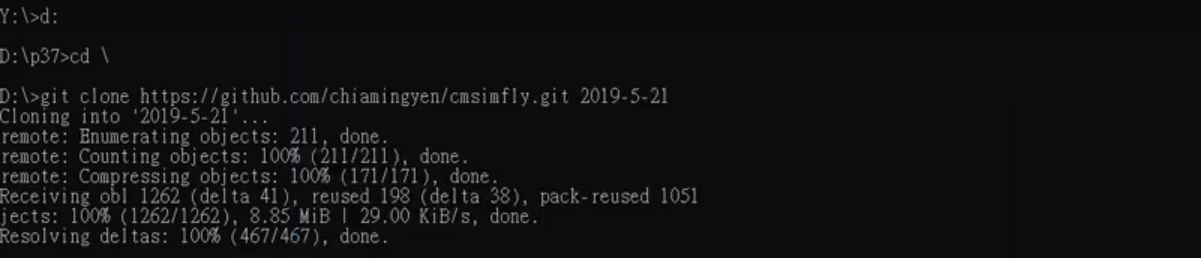 Y:\>d:
D:\p37>cd \
D:\>git clone https://github.com/chiamingyen/cmsimfly.git 2019-5-21
Cloning into '2019-5-21'...
remote: Enumerating objects: 211, done.
remote: Counting objects: 100% (211/211), done.
remote: Compressing objects: 100% (171/171), done.
Receiving obl 1262 (delta 41), reused 198 (delta 38), pack-reused 1051
jects: 100% (1262/1262), 8.85 MiB | 29.00 KiB/s, done.
Resolving deltas: 100% (467/467), done.